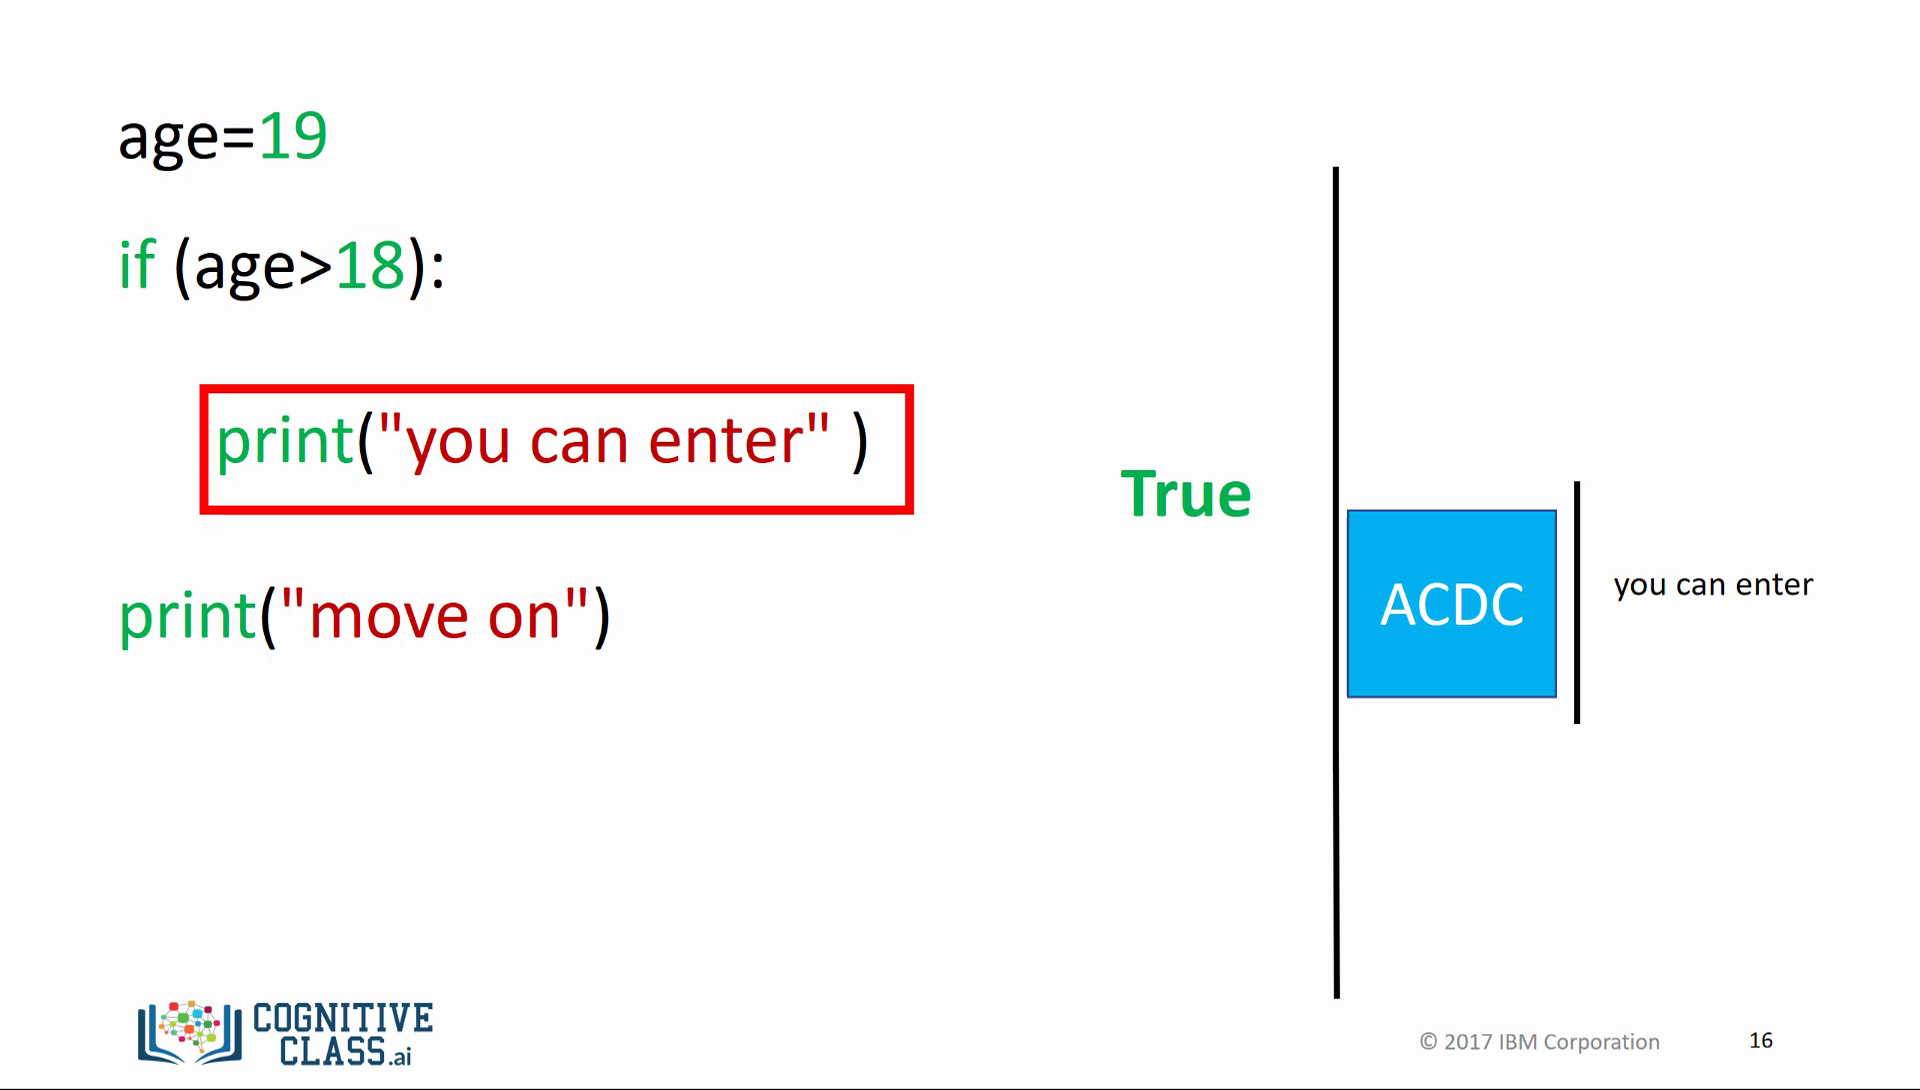 age=19
if (age>18):
print("you can enter" )
print("move on")
True
ACDC
you can enter
COGNITIVE
CLASS.ai
© 2017 IBM Corporation
16